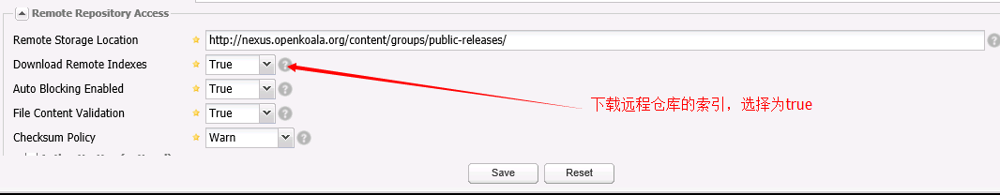 Remote Repository Access
Remote Storage Location http://nexus.openkoala.org/content/groups/public-releases/
Download Remote Indexes True
Auto Blocking Enabled True
下载远程仓库的索引，选择为true
File Content Validation True
Checksum Policy Warn
Save Reset